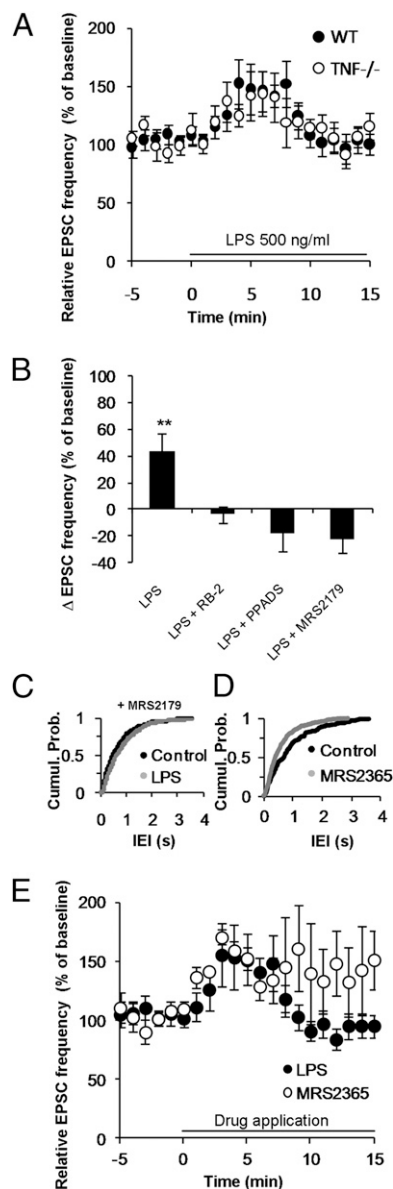 A
Relative EPSC frequency (% of baseline)
200
150
100
50
0
WT
TNF-/-
LPS 500 ng/ml
-5 0 5 10 15
Time (min)
B
Δ EPSC frequency (% of baseline)
100
80
60
40
20
0
-20
-40
**
LPS
LPS + RB-2
LPS + PPADS
LPS + MRS2179
C
Cumul. Prob.
+ MRS2179
1
0.5
0
Control
LPS
0 1 2 3 4
IEI (s)
D
Cumul. Prob.
1
0.5
0
Control
MRS2365
0 1 2 3 4
IEI (s)
E
Relative EPSC frequency (% of baseline)
200
150
100
50
0
LPS
MRS2365
Drug application
-5 0 5 10 15
Time (min)